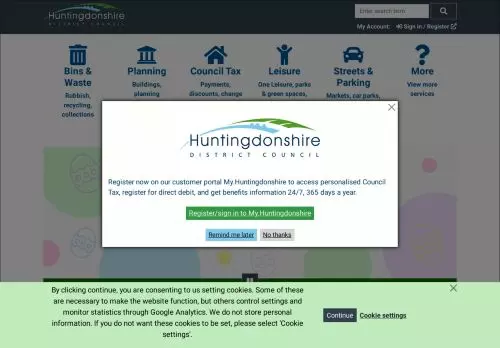 Huntingdonshire
DISTRICT COUNCIL
Enter search term
My Account: Sign in / Register
Bins & Waste
Rubbish, recycling, collections
Planning
Buildings, planning
Council Tax
Payments, discounts, change
Leisure
One Leisure, parks & green spaces,
Streets & Parking
Markets, car parks,
More
View more services
Huntingdonshire
DISTRICT COUNCIL
Register now on our customer portal My.Huntingdonshire to access personalised Council
Tax, register for direct debit, and get benefits information 24/7, 365 days a year.
Register/sign in to My.Huntingdonshire
Remind me later
No thanks
By clicking continue, you are consenting to us setting cookies. Some of these
are necessary to make the website function, but others control settings and
monitor statistics through Google Analytics. We do not store personal
information. If you do not want these cookies to be set, please select 'Cookie
settings'.
Continue
Cookie settings